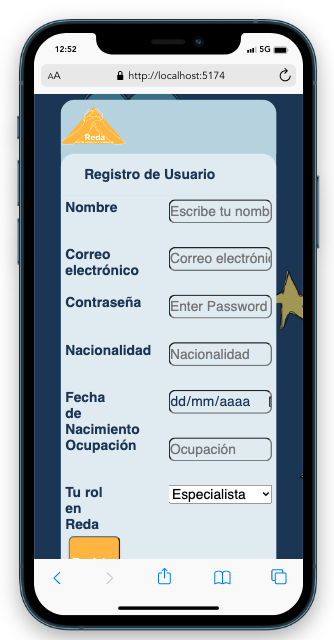 12:52
5G
AA
http://localhost:5174
Reda
Registro de Usuario
Nombre
Escribe tu nomb
Correo
electrónico
Correo electrónic
Contraseña
Enter Password
Nacionalidad
Nacionalidad
Fecha
de
Nacimiento
dd/mm/aaaa
Ocupación
Ocupación
Tu rol
en
Reda
Especialista